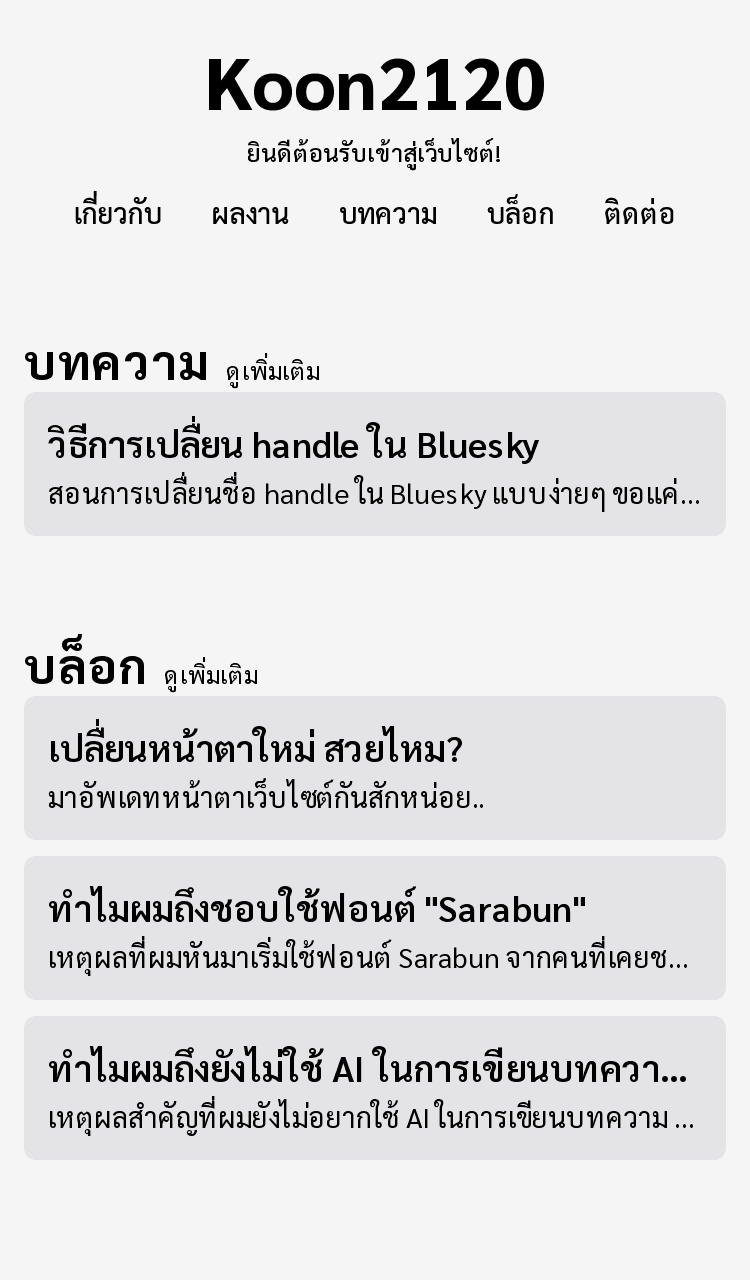 Koon2120
ยินดีต้อนรับเข้าสู่เว็บไซต์!
เกี่ยวกับ ผลงาน บทความ บล็อก ติดต่อ
บทความ ดูเพิ่มเติม
วิธีการเปลี่ยน handle ใน Bluesky
สอนการเปลี่ยนชื่อ handle ใน Bluesky แบบง่ายๆ ขอแค่...
บล็อก ดูเพิ่มเติม
เปลี่ยนหน้าตาใหม่ สวยไหม?
มาอัพเดทหน้าตาเว็บไซต์กันสักหน่อย..
ทำไมผมถึงชอบใช้ฟอนต์ "Sarabun"
เหตุผลที่ผมหันมาเริ่มใช้ฟอนต์ Sarabun จากคนที่เคยช...
ทำไมผมถึงยังไม่ใช้ AI ในการเขียนบทควา...
เหตุผลสำคัญที่ผมยังไม่อยากใช้ AI ในการเขียนบทความ ...